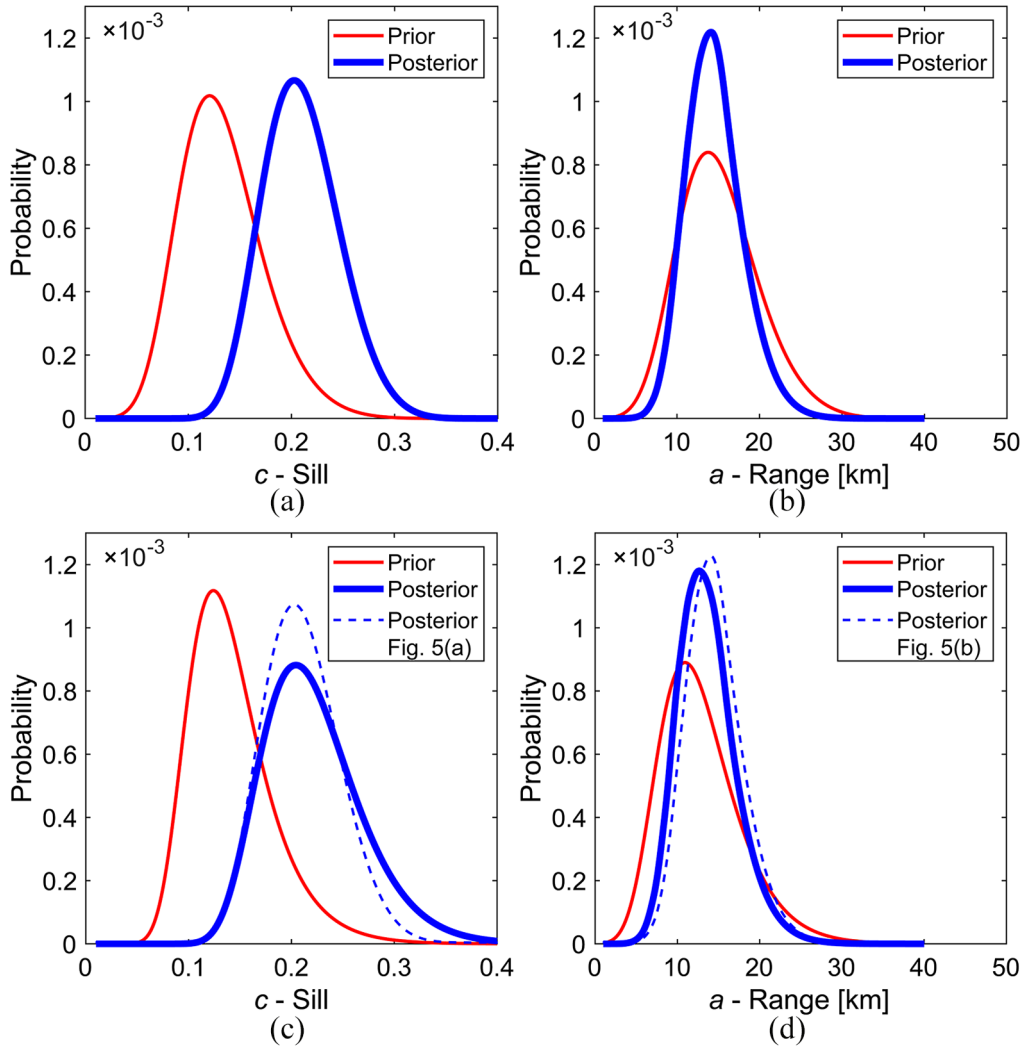 ×10⁻³
Prior
Posterior
1.2
1
0.8
0.6
0.4
0.2
0
Probability
0 0.1 0.2 0.3 0.4
c - Sill
(a)
×10⁻³
Prior
Posterior
1.2
1
0.8
0.6
0.4
0.2
0
Probability
0 10 20 30 40 50
a - Range [km]
(b)
×10⁻³
Prior
Posterior
Posterior
Fig. 5(a)
1.2
1
0.8
0.6
0.4
0.2
0
Probability
0 0.1 0.2 0.3 0.4
c - Sill
(c)
×10⁻³
Prior
Posterior
Posterior
Fig. 5(b)
1.2
1
0.8
0.6
0.4
0.2
0
Probability
0 10 20 30 40 50
a - Range [km]
(d)